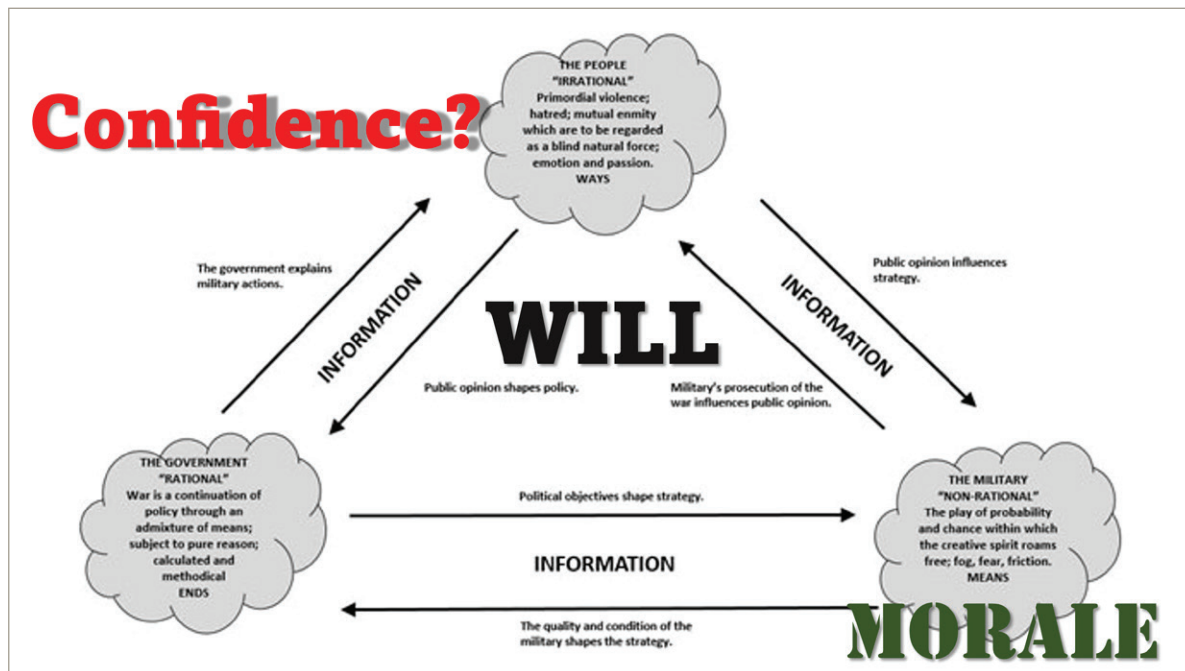 Confidence?
THE PEOPLE
"IRRATIONAL"
Primordial violence;
hatred; mutual enmity
which are to be regarded
as a blind natural force;
emotion and passion.
WAYS
The government explains
military actions.
INFORMATION
Public opinion shapes policy.
WILL
Public opinion influences
strategy.
INFORMATION
Military's prosecution of the
war influences public opinion.
THE GOVERNMENT
"RATIONAL"
War is a continuation of
policy through an
admixture of means;
subject to pure reason;
calculated and
methodical
ENDS
Political objectives shape strategy.
INFORMATION
The quality and condition of the
military shapes the strategy.
THE MILITARY
"NON-RATIONAL"
The play of probability
and chance within which
the creative spirit roams
free; fog, fear, friction.
MEANS
MORALE